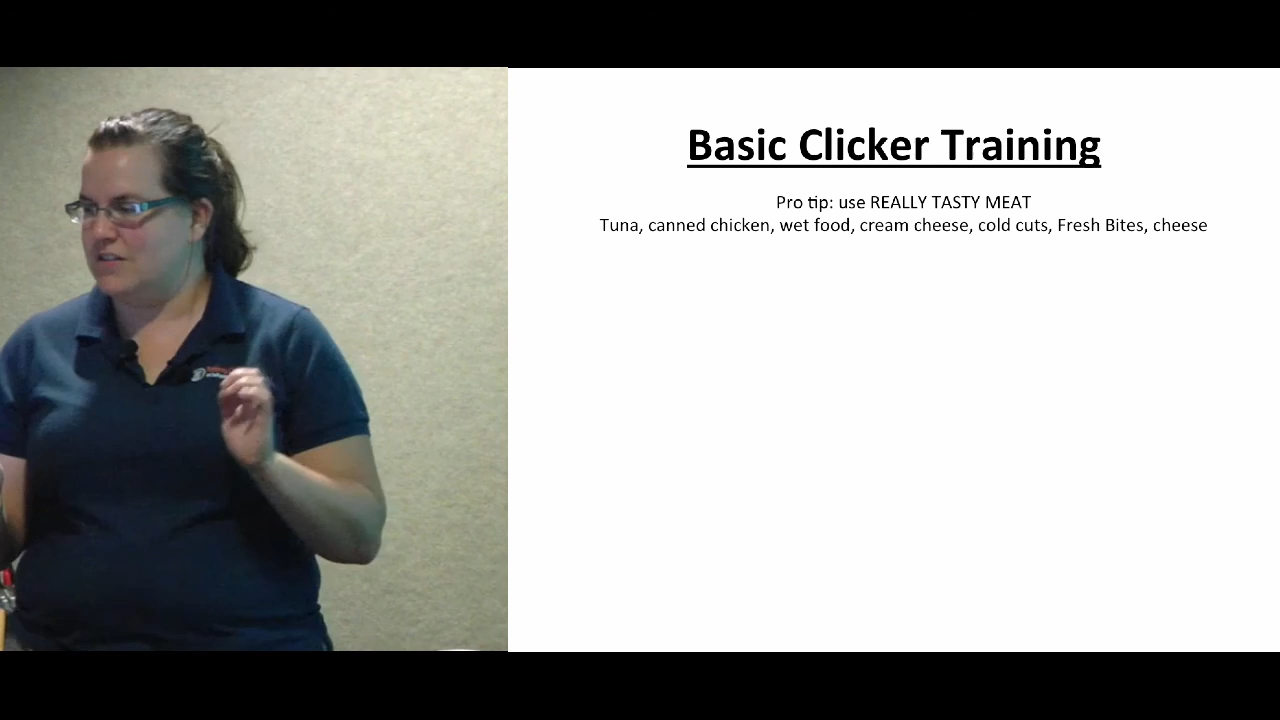 Basic Clicker Training
Pro tip: use REALLY TASTY MEAT
Tuna, canned chicken, wet food, cream cheese, cold cuts, Fresh Bites, cheese